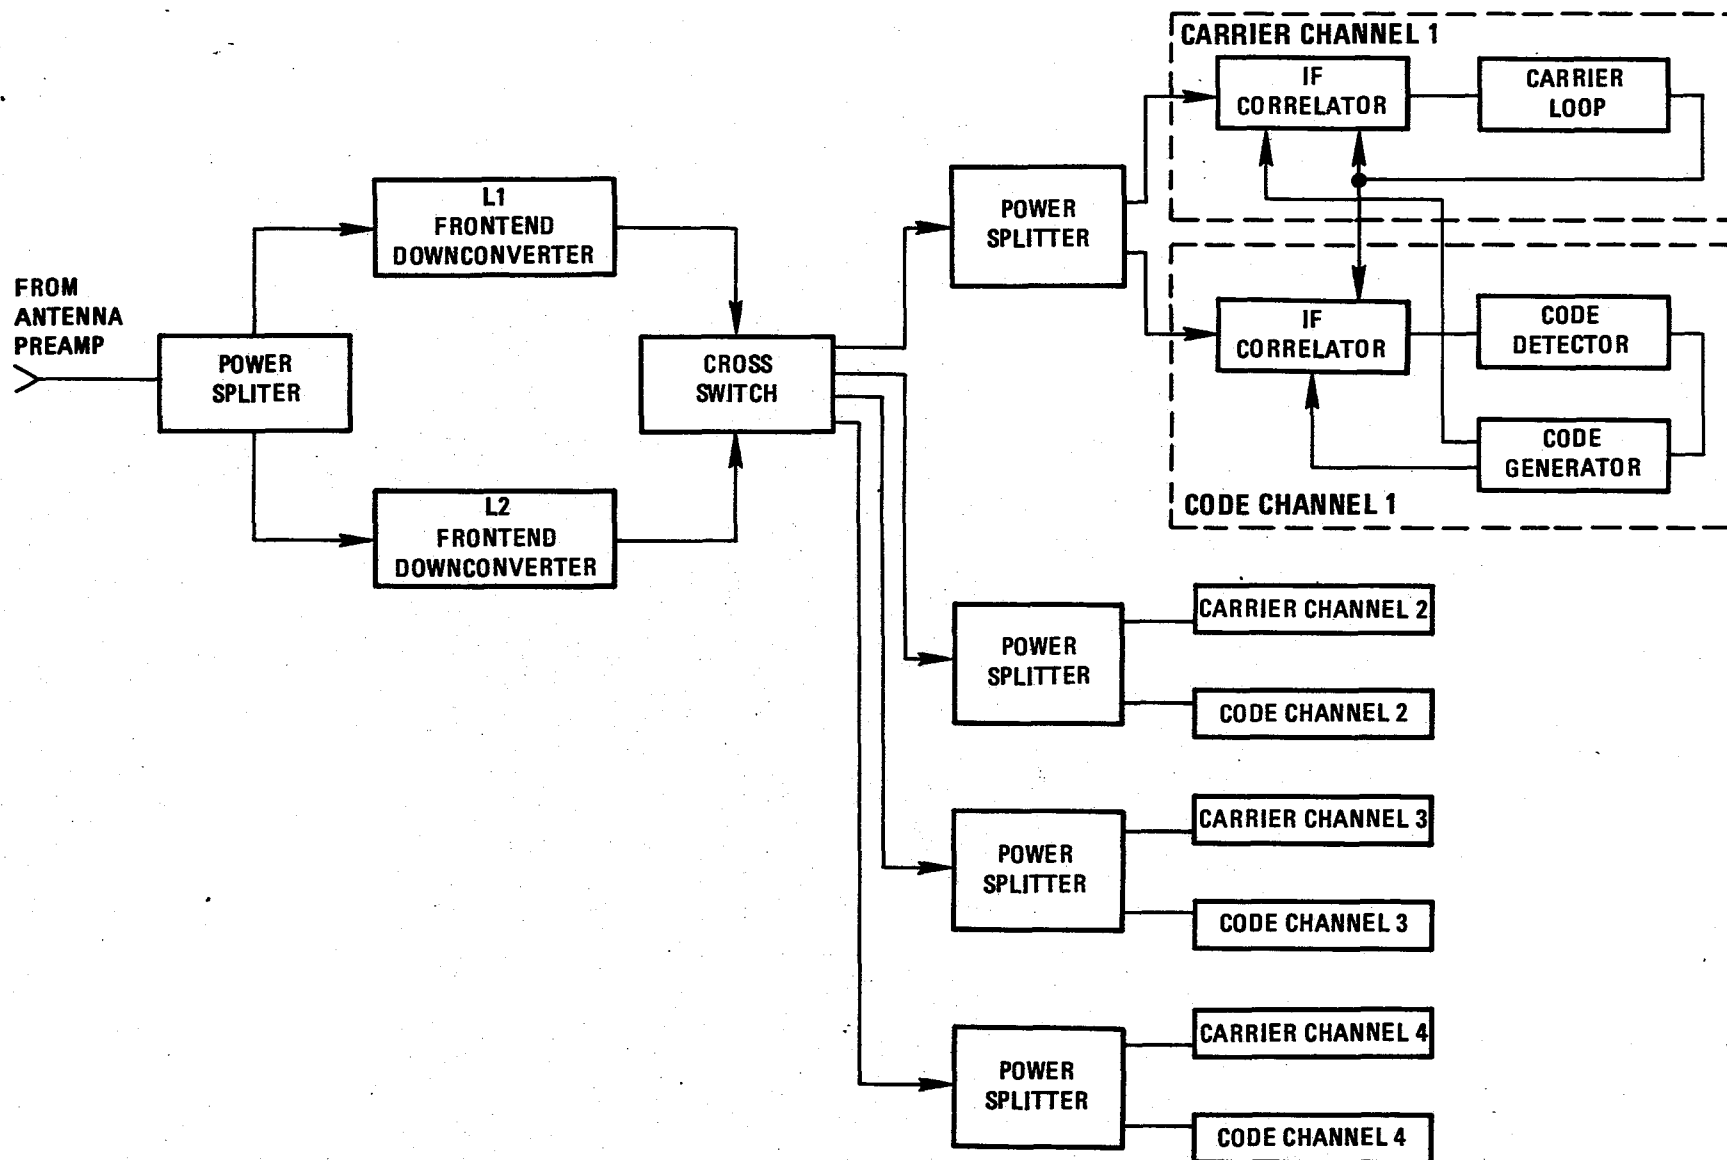 FROM
ANTENNA
PREAMP
POWER
SPLITER
L1
FRONTEND
DOWNCONVERTER
L2
FRONTEND
DOWNCONVERTER
CROSS
SWITCH
POWER
SPLITTER
CARRIER CHANNEL 1
IF
CORRELATOR
CARRIER
LOOP
IF
CORRELATOR
CODE
DETECTOR
CODE
GENERATOR
CODE CHANNEL 1
POWER
SPLITTER
CARRIER CHANNEL 2
CODE CHANNEL 2
POWER
SPLITTER
CARRIER CHANNEL 3
CODE CHANNEL 3
POWER
SPLITTER
CARRIER CHANNEL 4
CODE CHANNEL 4